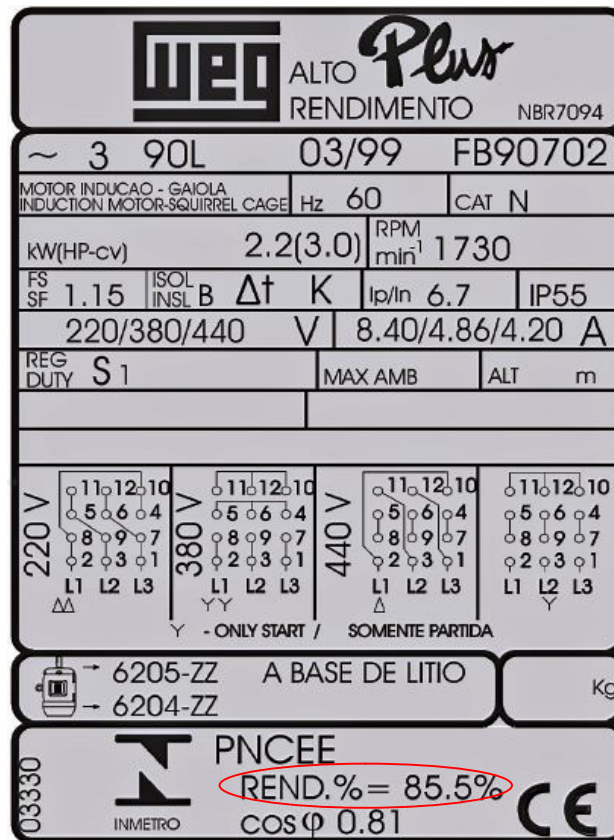 WEG ALTO Plus
RENDIMENTO NBR7094
~ 3 90L 03/99 FB90702
MOTOR INDUCAO - GAIOLA
INDUCTION MOTOR-SQUIRREL CAGE Hz 60 CAT N
kW(HP-cv) 2.2(3.0) RPM min-1 1730
FS SF 1.15 ISOL INSL B Δt K Ip/In 6.7 IP55
220/380/440 V 8.40/4.86/4.20 A
REG DUTY S1 MAX AMB ALT m
220 V
11 12 10
5 6 4
8 9 7
2 3 1
L1 L2 L3
ΔΔ
380 V
11 12 10
5 6 4
8 9 7
2 3 1
L1 L2 L3
YY
440 V
11 12 10
5 6 4
8 9 7
2 3 1
L1 L2 L3
Δ
11 12 10
5 6 4
8 9 7
2 3 1
L1 L2 L3
Y
Y - ONLY START / SOMENTE PARTIDA
6205-ZZ A BASE DE LITIO
6204-ZZ
Kg
03330
INMETRO
PNCEE
REND.% = 85.5%
cos φ 0.81
CE